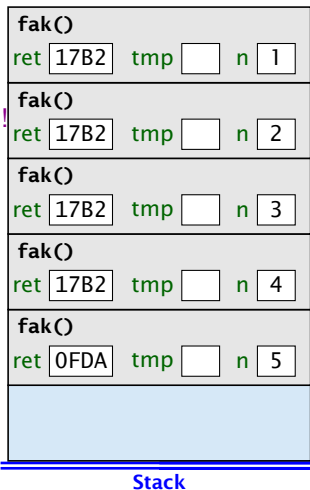 fak()
ret 17B2 tmp n 1
fak()
! ret 17B2 tmp n 2
fak()
ret 17B2 tmp n 3
fak()
ret 17B2 tmp n 4
fak()
ret 0FDA tmp n 5
Stack